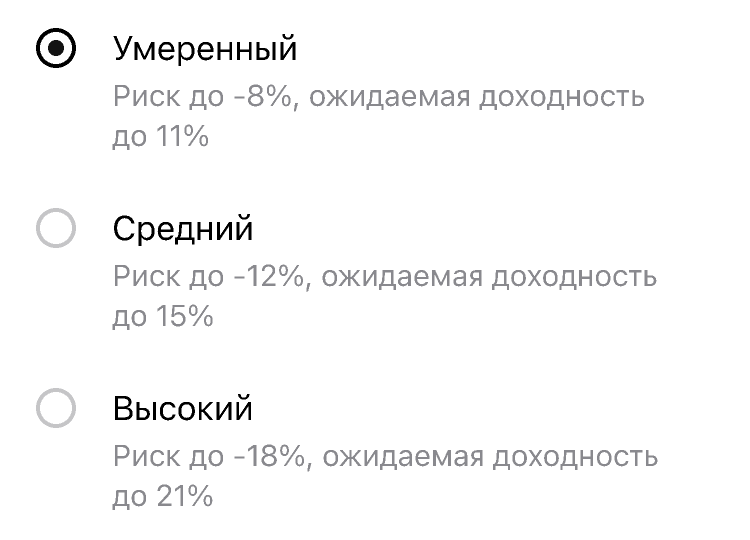 Умеренный
Риск до -8%, ожидаемая доходность
до 11%
Средний
Риск до -12%, ожидаемая доходность
до 15%
Высокий
Риск до -18%, ожидаемая доходность
до 21%